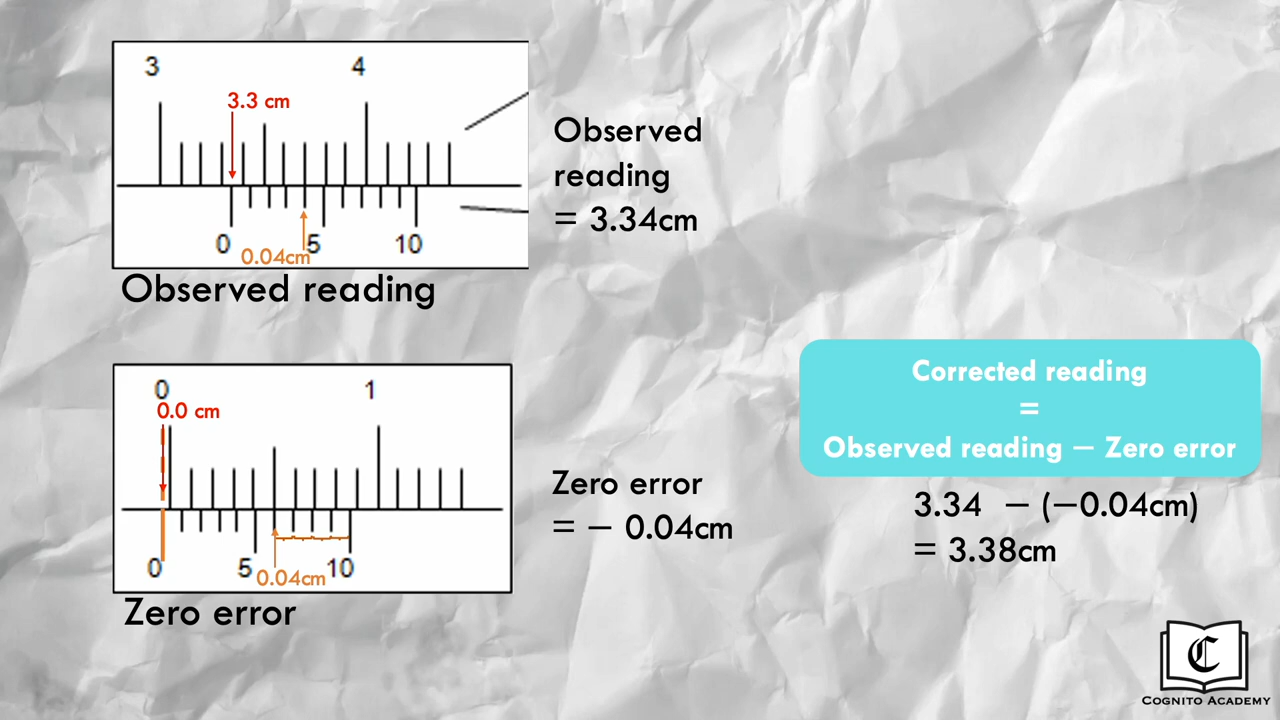 3 4
3.3 cm
0 5 10
0.04cm
Observed reading
Observed
reading
= 3.34cm
0 1
0.0 cm
0 5 10
0.04cm
Zero error
Zero error
= − 0.04cm
Corrected reading
=
Observed reading − Zero error
3.34 − (−0.04cm)
= 3.38cm
C
COGNITO ACADEMY